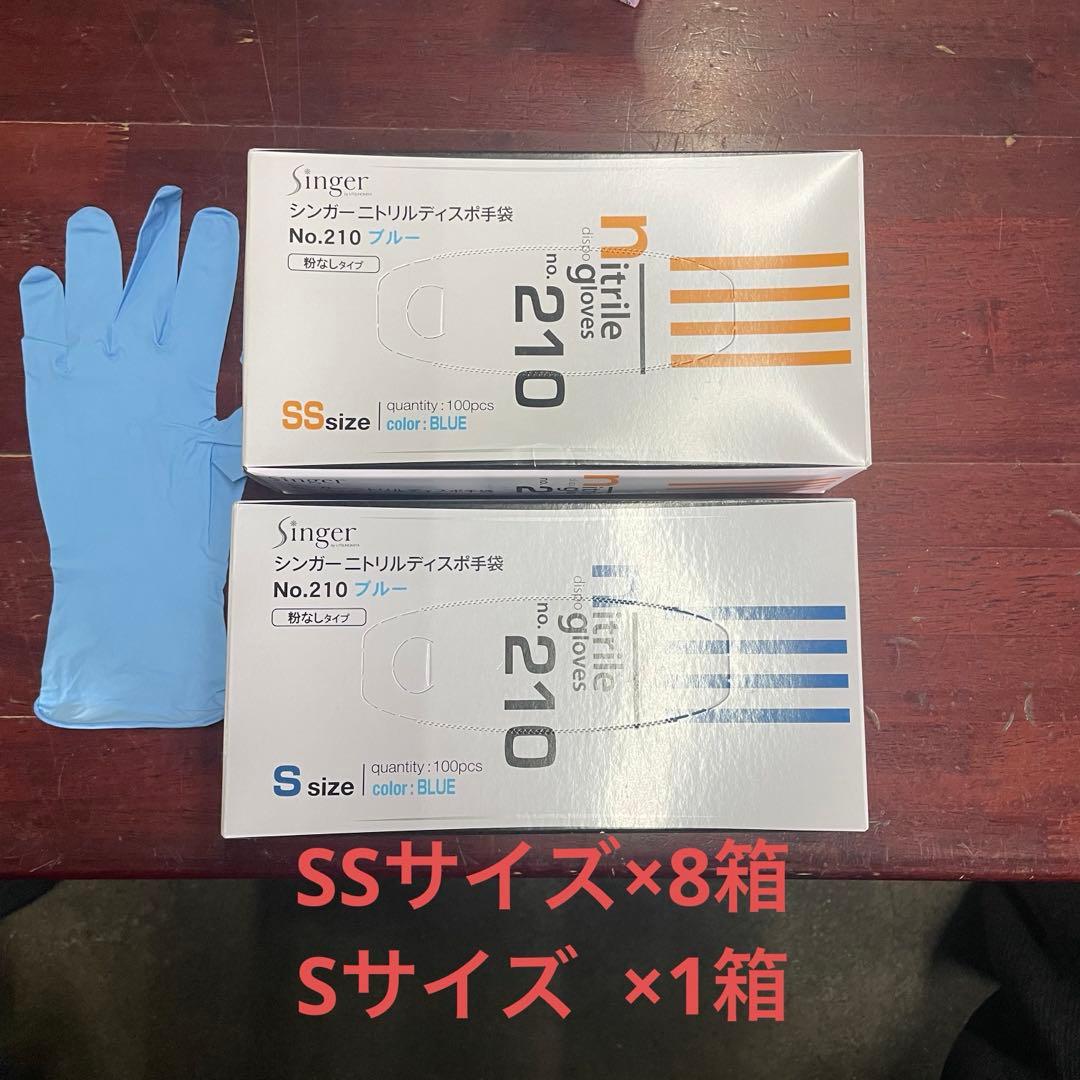 Singer
シンガーニトリルディスポ手袋
No.210 ブルー
粉なしタイプ
nitrile
dispo gloves
no.210
SS size
quantity : 100pcs
color : BLUE
Singer
Singer
シンガーニトリルディスポ手袋
No.210 ブルー
粉なしタイプ
nitrile
dispo gloves
no.210
S size
quantity : 100pcs
color : BLUE
SSサイズ×8箱
Sサイズ ×1箱